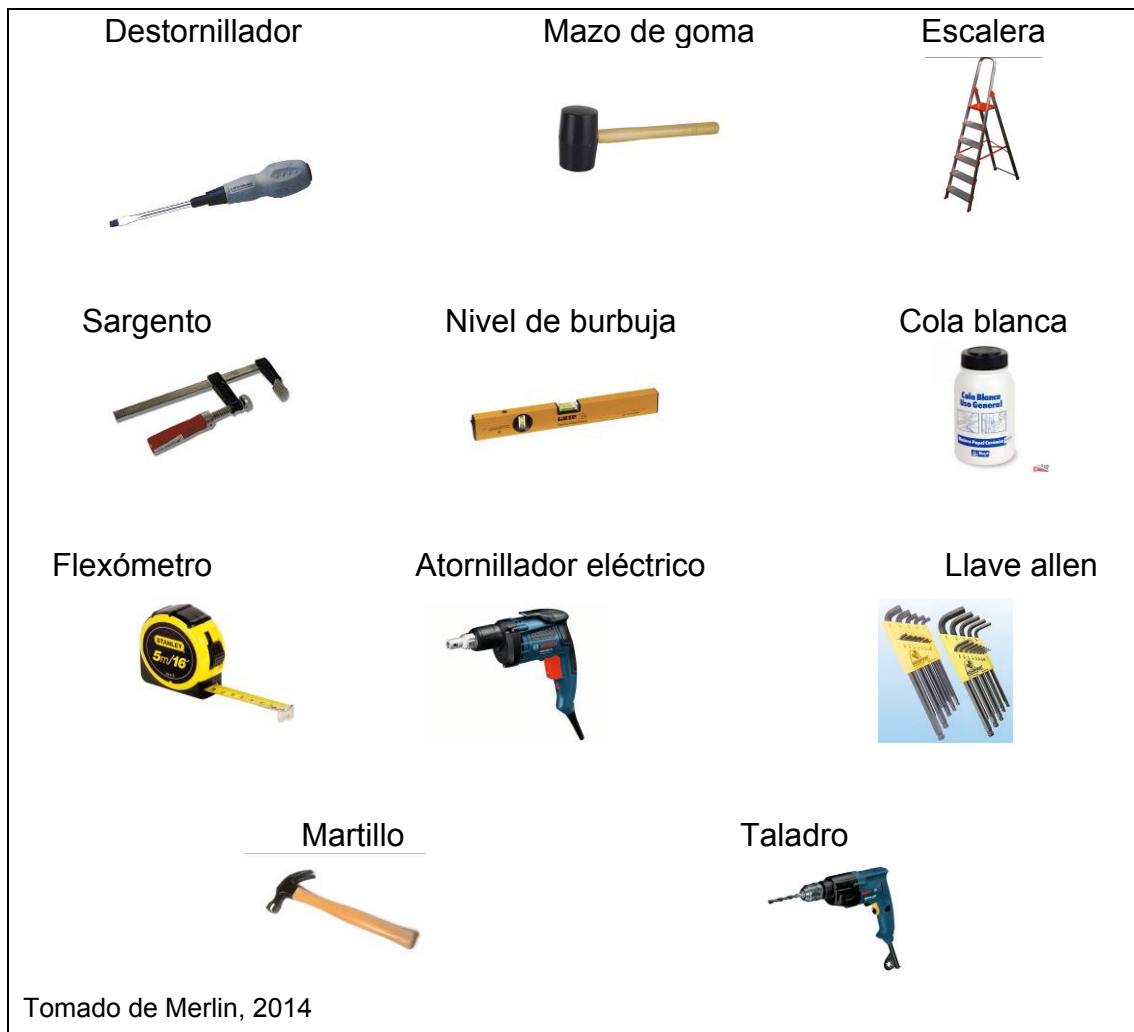 Destornillador Mazo de goma Escalera
Sargento Nivel de burbuja Cola blanca
Cola Blanca
Uso General
Flexómetro Atornillador eléctrico Llave allen
STANLEY
5m/16'
Martillo Taladro
Tomado de Merlin, 2014